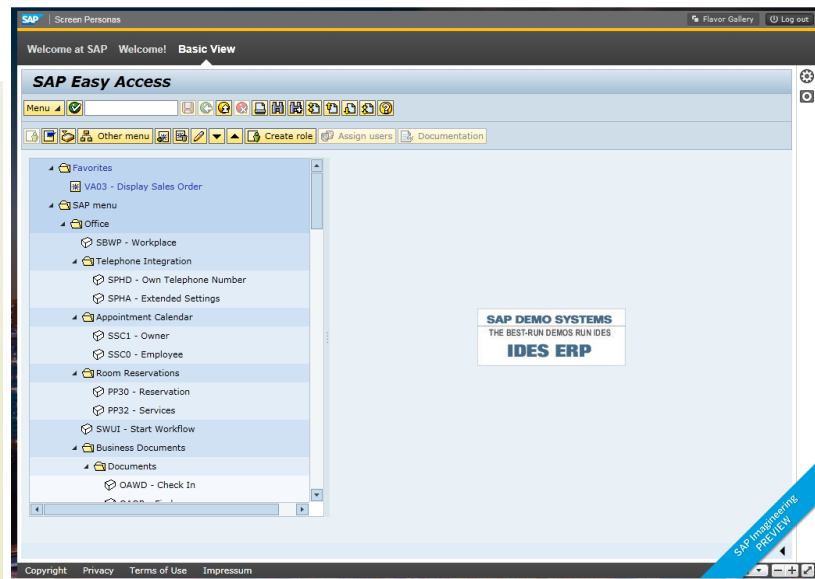 SAP Screen Personas Flavor Gallery Log out
Welcome at SAP Welcome! Basic View
SAP Easy Access
Menu
Other menu Create role Assign users Documentation
Favorites
VA03 - Display Sales Order
SAP menu
Office
SBWP - Workplace
Telephone Integration
SPHD - Own Telephone Number
SPHA - Extended Settings
Appointment Calendar
SSC1 - Owner
SSC0 - Employee
Room Reservations
PP30 - Reservation
PP32 - Services
SWUI - Start Workflow
Business Documents
Documents
OAWD - Check In
SAP DEMO SYSTEMS
THE BEST-RUN DEMOS RUN IDES
IDES ERP
SAP Imagineering
PREVIEW
Copyright Privacy Terms of Use Impressum